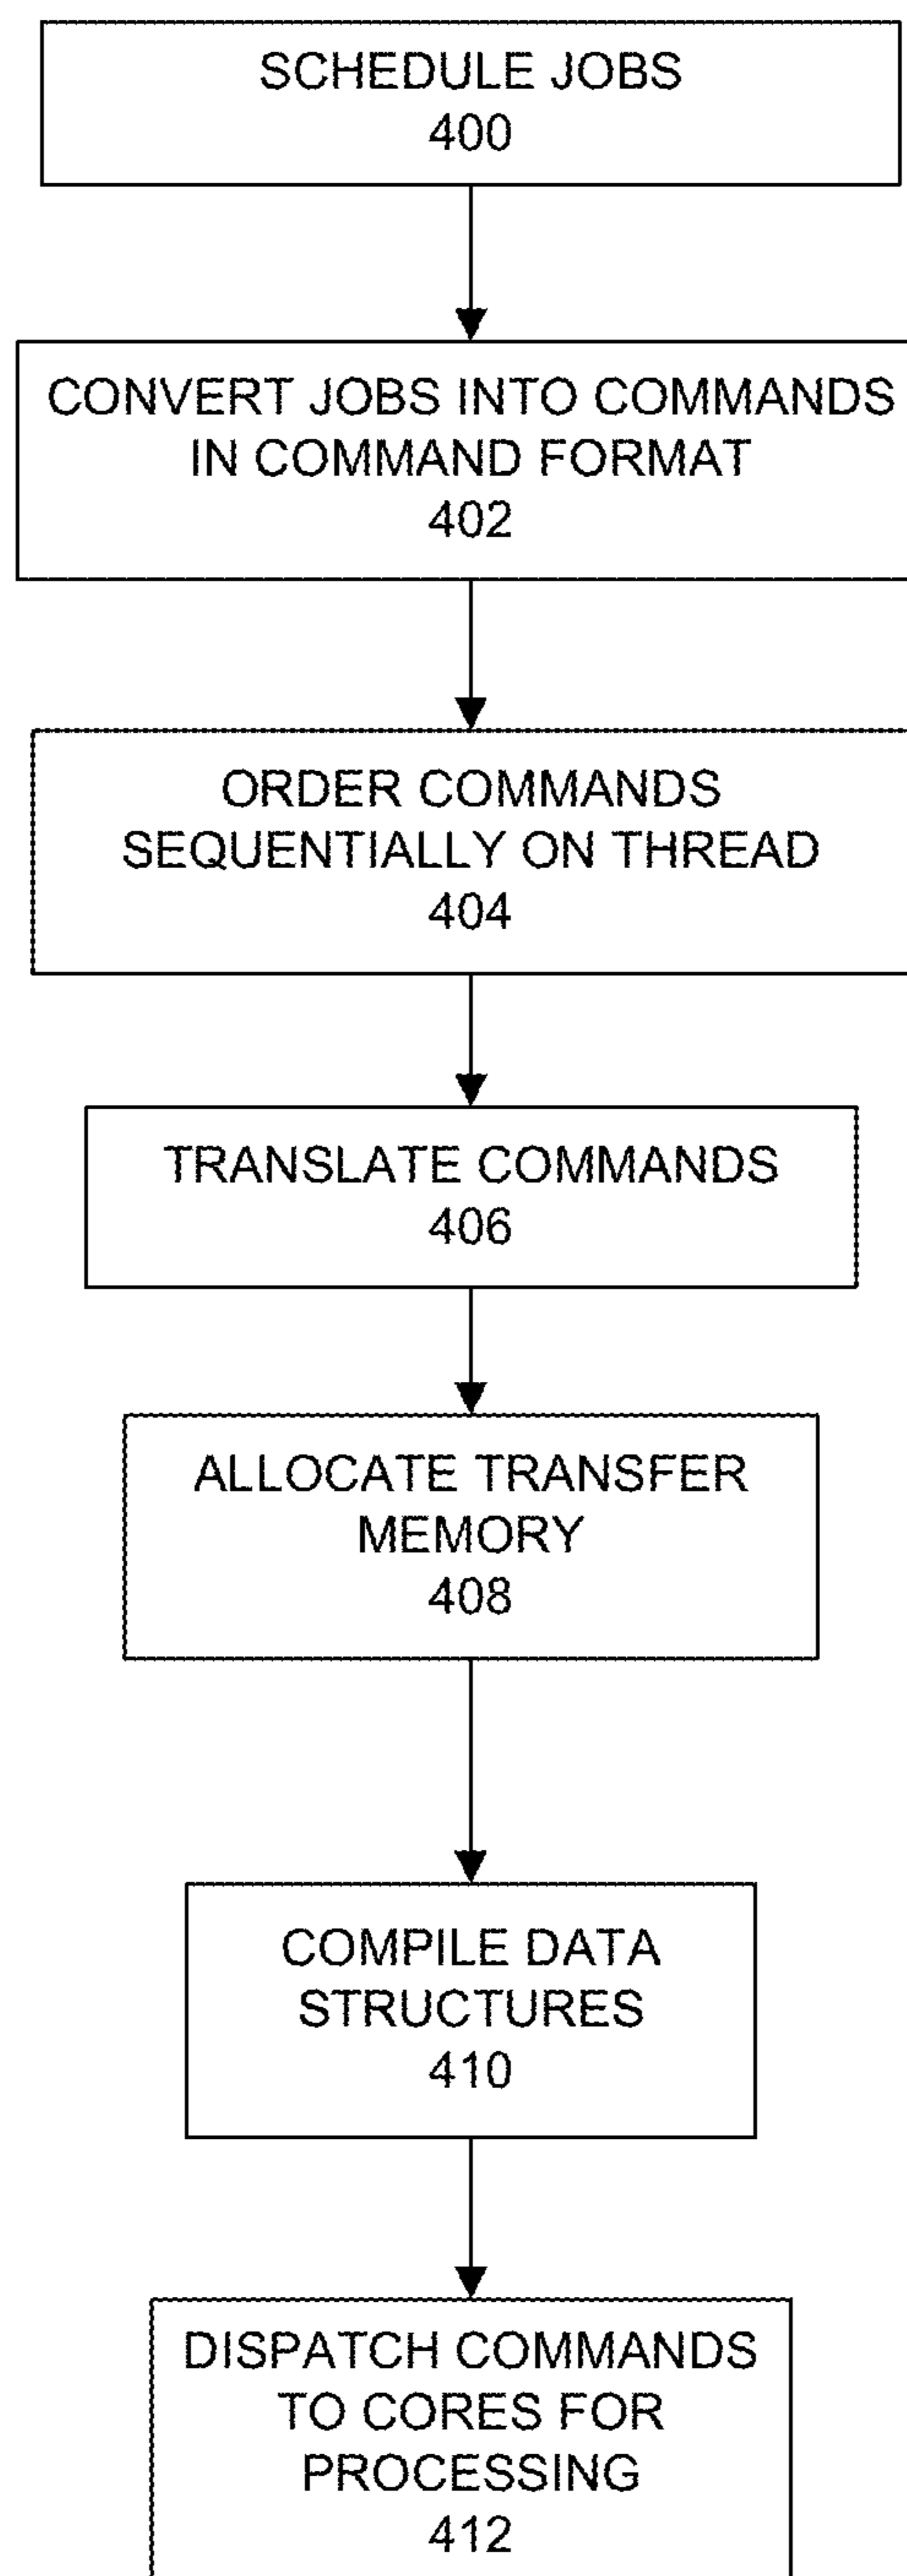 SCHEDULE JOBS
400
CONVERT JOBS INTO COMMANDS
IN COMMAND FORMAT
402
ORDER COMMANDS
SEQUENTIALLY ON THREAD
404
TRANSLATE COMMANDS
406
ALLOCATE TRANSFER
MEMORY
408
COMPILE DATA
STRUCTURES
410
DISPATCH COMMANDS
TO CORES FOR
PROCESSING
412